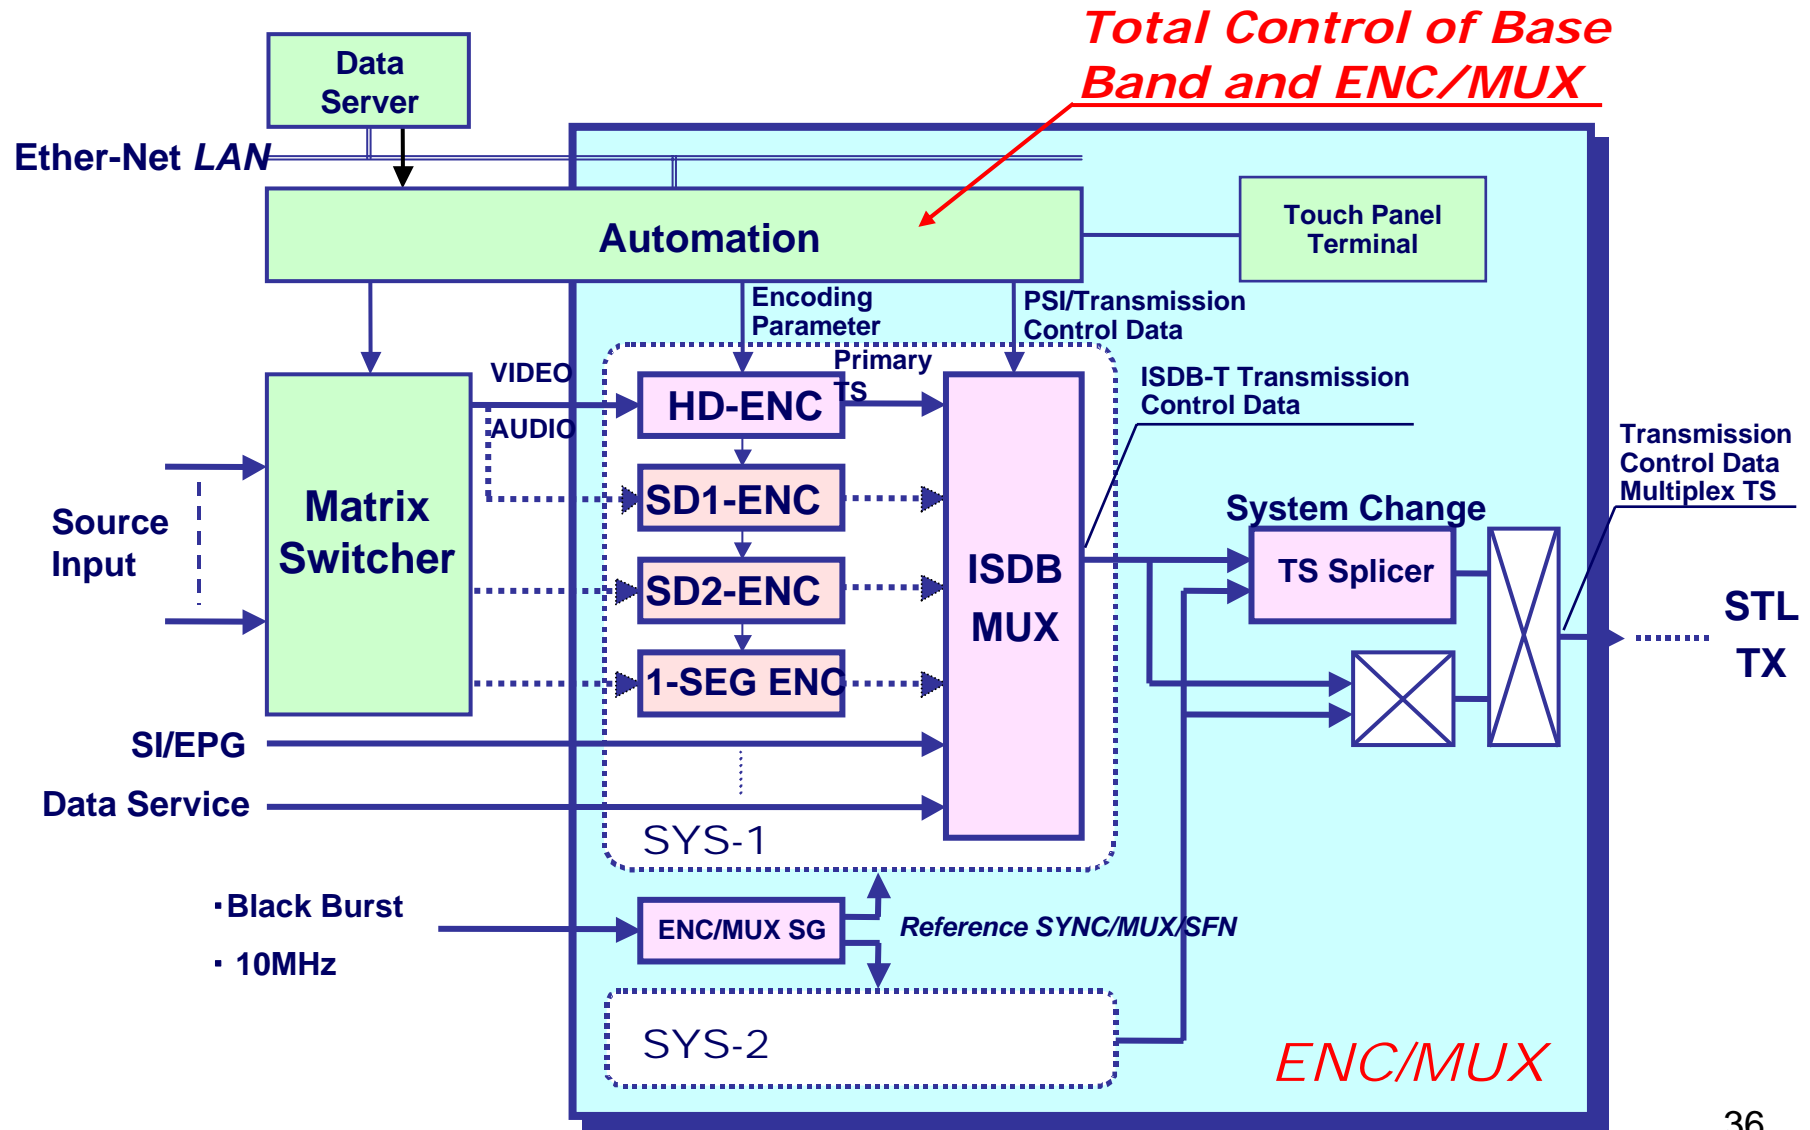 Total Control of Base
Band and ENC/MUX
Data
Server
Ether-Net LAN
Automation
Touch Panel
Terminal
Encoding
Parameter
PSI/Transmission
Control Data
Primary
TS
VIDEO
AUDIO
HD-ENC
SD1-ENC
SD2-ENC
1-SEG ENC
Matrix
Switcher
Source
Input
ISDB
MUX
ISDB-T Transmission
Control Data
Transmission
Control Data
Multiplex TS
System Change
TS Splicer
STL
TX
SI/EPG
Data Service
SYS-1
・Black Burst
・ 10MHz
ENC/MUX SG
Reference SYNC/MUX/SFN
SYS-2
ENC/MUX
36